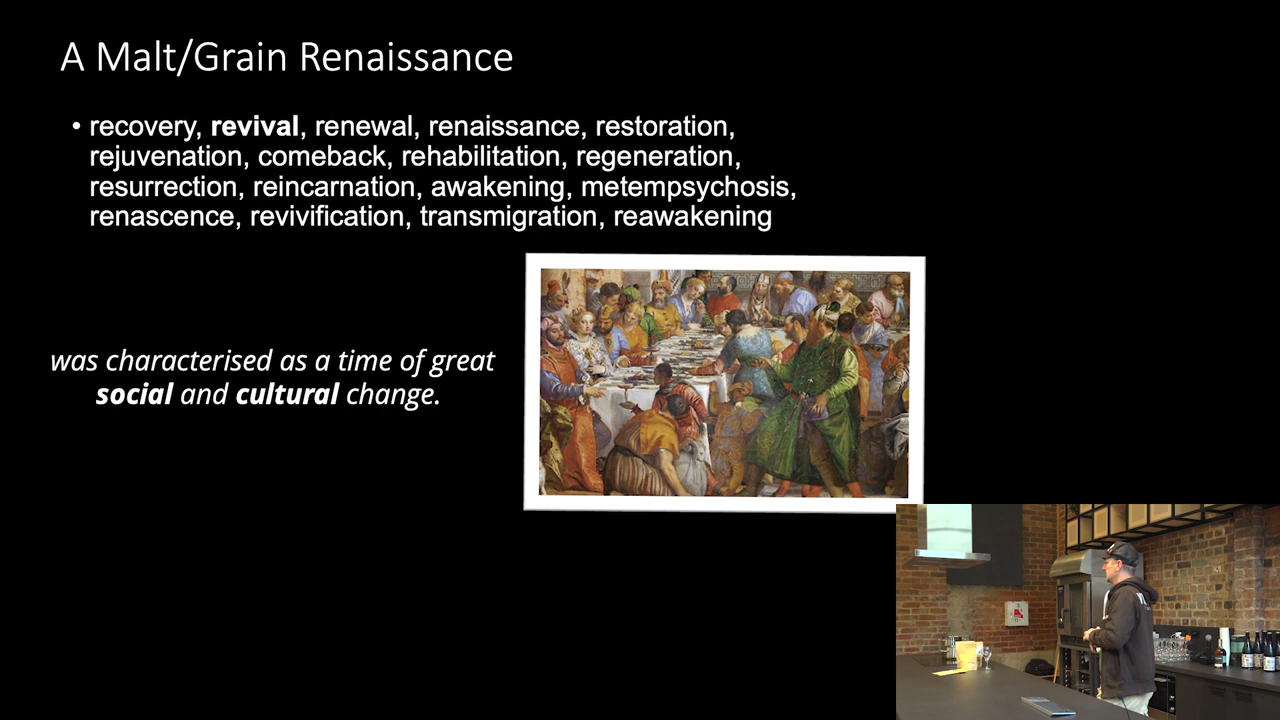 A Malt/Grain Renaissance
• recovery, revival, renewal, renaissance, restoration,
rejuvenation, comeback, rehabilitation, regeneration,
resurrection, reincarnation, awakening, metempsychosis,
renascence, revivification, transmigration, reawakening
was characterised as a time of great
social and cultural change.